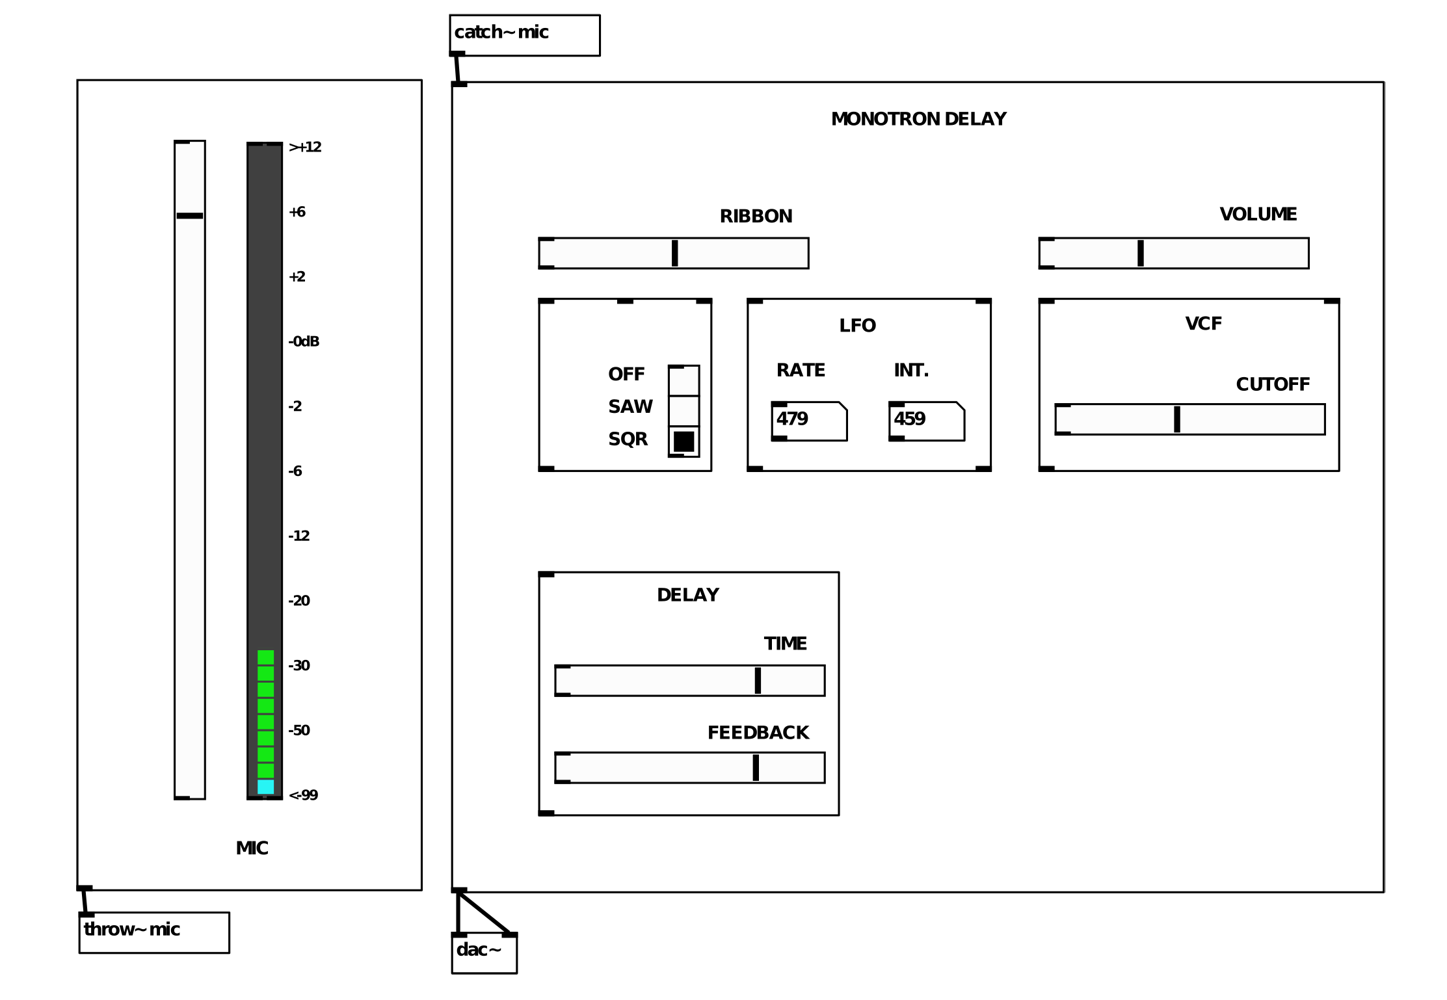 catch~ mic
>+12
+6
+2
-0dB
-2
-6
-12
-20
-30
-50
<-99
MIC
throw~ mic
MONOTRON DELAY
RIBBON
VOLUME
OFF
SAW
SQR
LFO
RATE INT.
479 459
VCF
CUTOFF
DELAY
TIME
FEEDBACK
dac~